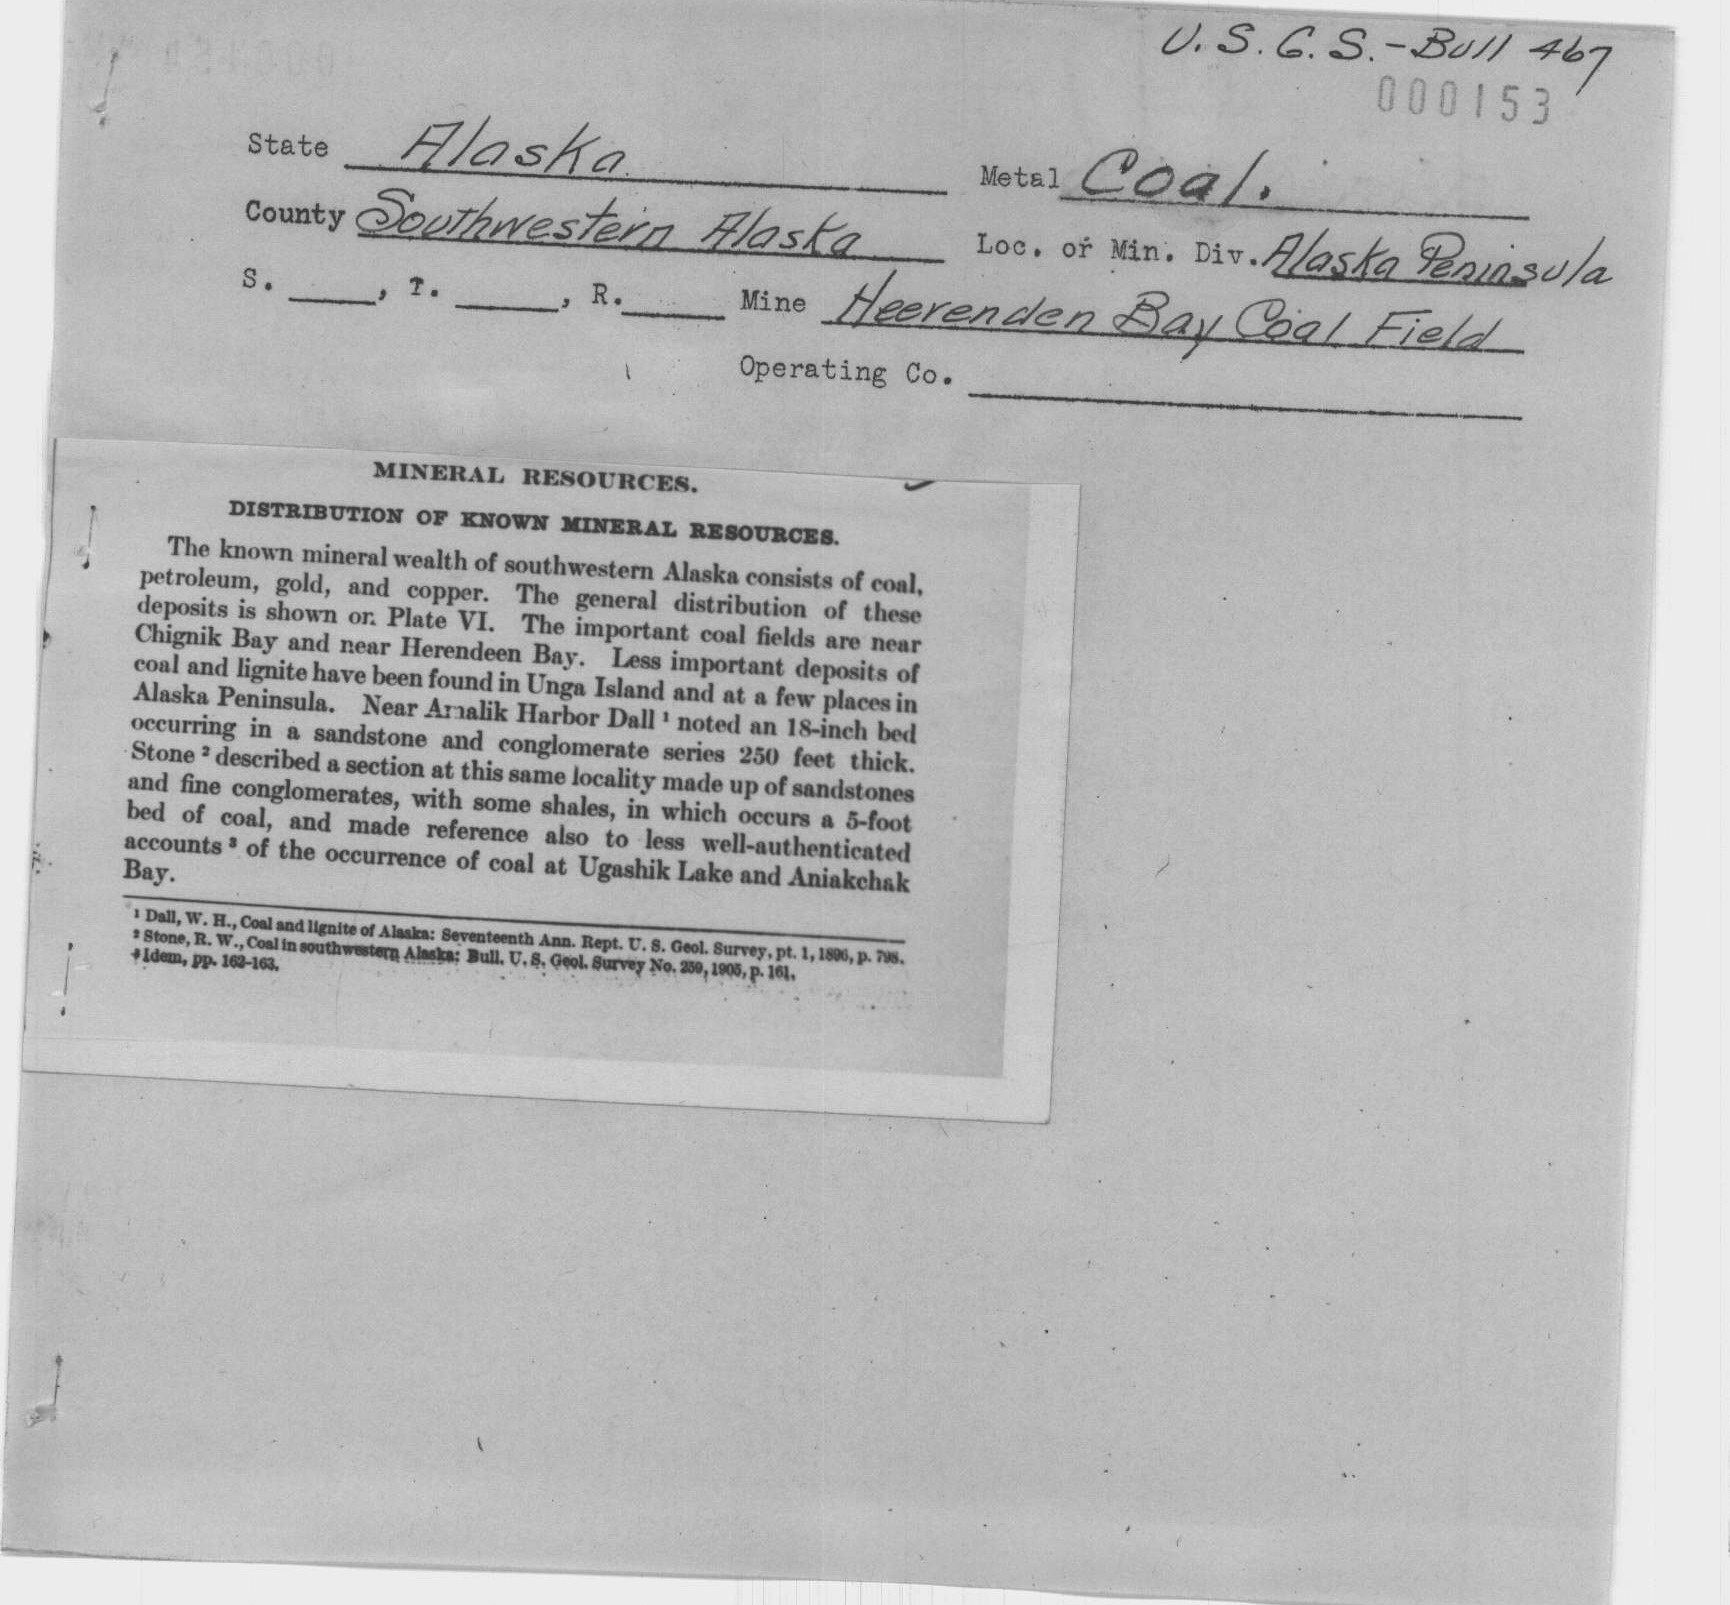 U. S. G. S. - Bull 467
000153
State Alaska
Metal Coal.
County Southwestern Alaska
Loc. or Min. Div. Alaska Peninsula
S. _____, T. ______, R. ______ Mine Heerenden Bay Coal Field
Operating Co. ______
MINERAL RESOURCES.
DISTRIBUTION OF KNOWN MINERAL RESOURCES.
The known mineral wealth of southwestern Alaska consists of coal,
petroleum, gold, and copper. The general distribution of these
deposits is shown on Plate VI. The important coal fields are near
Chignik Bay and near Herendeen Bay. Less important deposits of
coal and lignite have been found in Unga Island and at a few places in
Alaska Peninsula. Near Amalik Harbor Dall ¹ noted an 18-inch bed
occurring in a sandstone and conglomerate series 250 feet thick.
Stone ² described a section at this same locality made up of sandstones
and fine conglomerates, with some shales, in which occurs a 5-foot
bed of coal, and made reference also to less well-authenticated
accounts ³ of the occurrence of coal at Ugashik Lake and Aniakchak
Bay.
¹ Dall, W. H., Coal and lignite of Alaska: Seventeenth Ann. Rept. U. S. Geol. Survey, pt. 1, 1896, p. 798.
² Stone, R. W., Coal in southwestern Alaska: Bull. U. S. Geol. Survey No. 259, 1905, p. 161.
³ Idem, pp. 162-163.